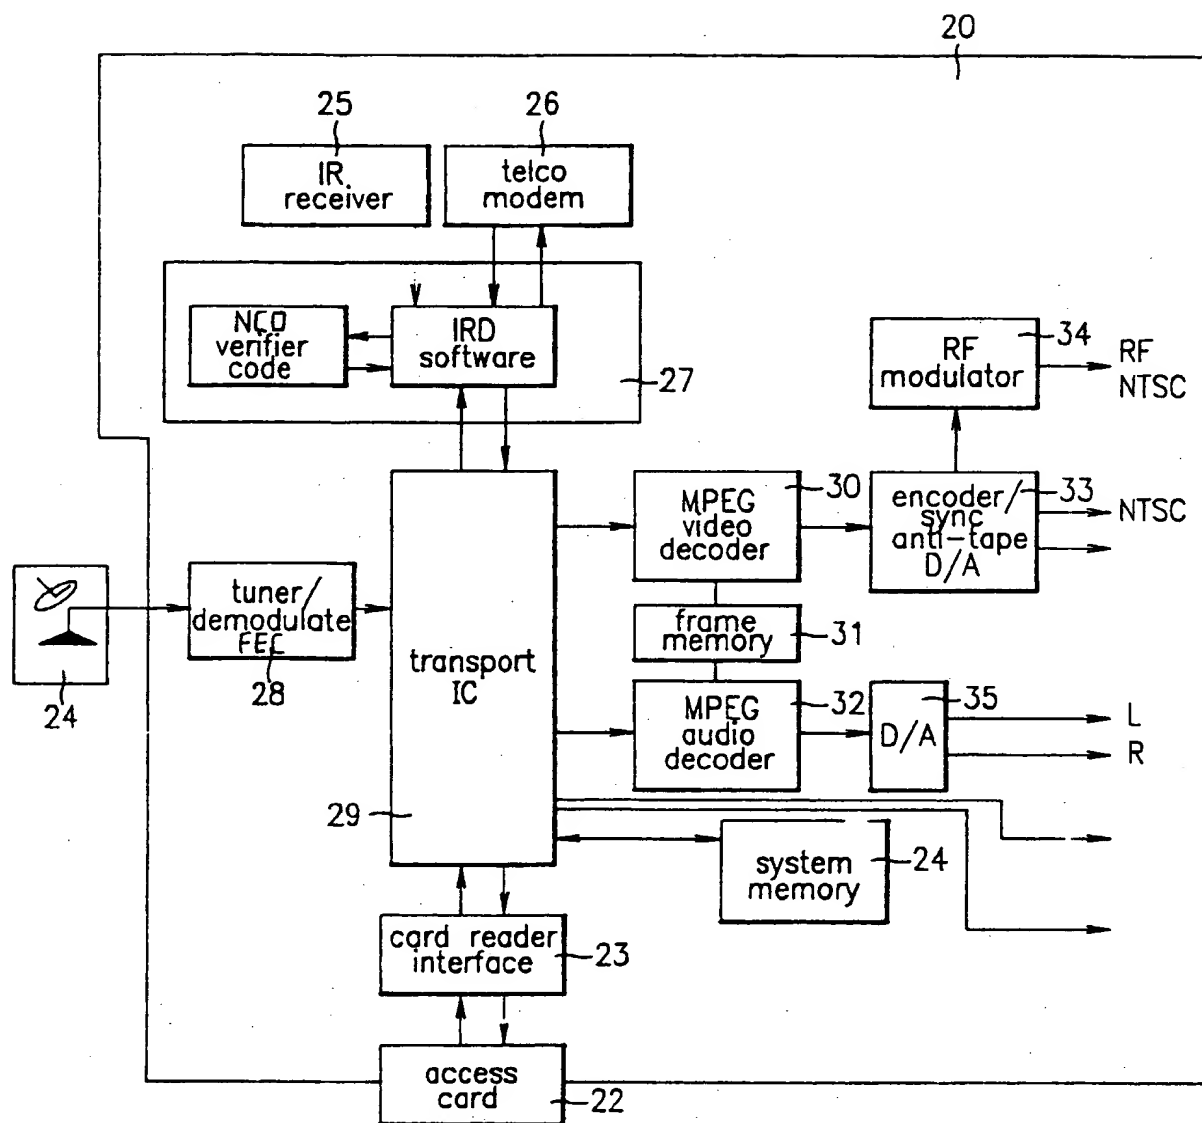 20
25
26
IR
receiver
telco
modem
NCO
verifier
code
IRD
software
27
RF
modulator
34
RF
NTSC
MPEG
video
decoder
30
encoder/
sync
anti-tape
D/A
33
NTSC
24
tuner/
demodulate
FEC
28
transport
IC
29
frame
memory
31
MPEG
audio
decoder
32
D/A
35
L
R
system
memory
24
card reader
interface
23
access
card
22